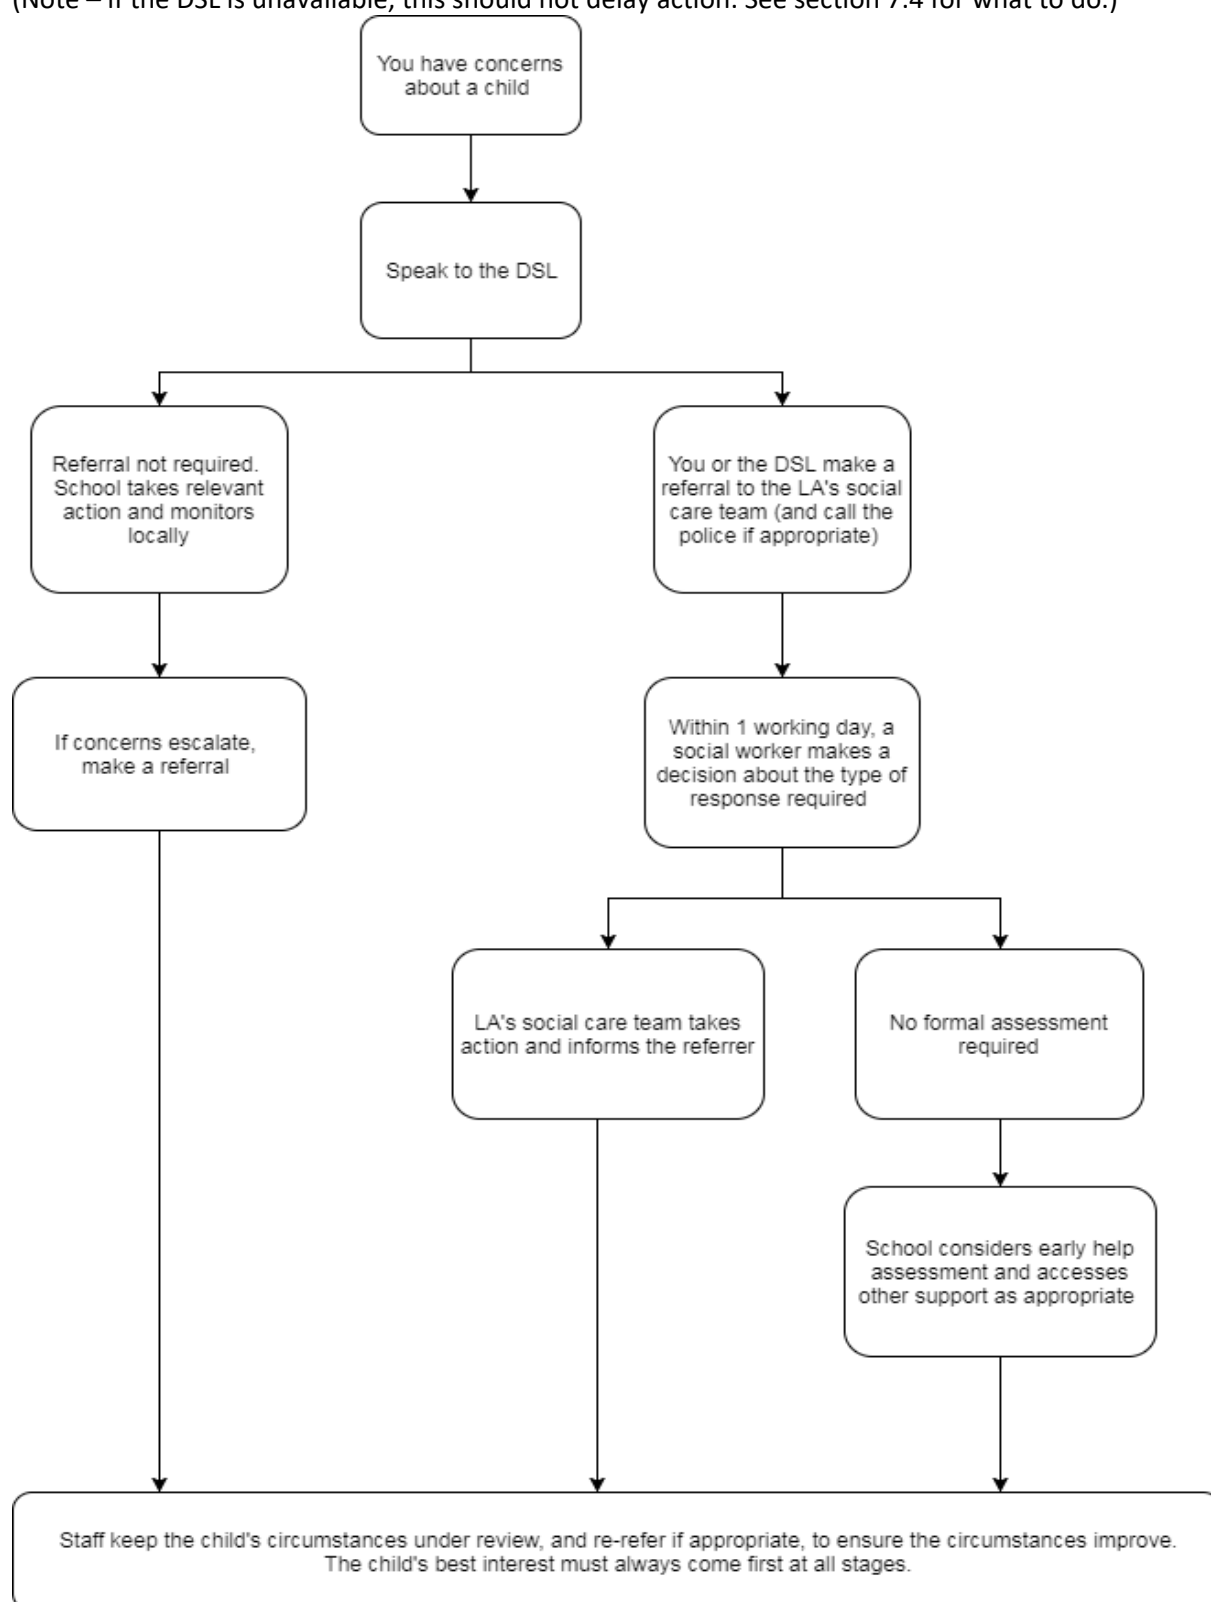 (Note – if the DSL is unavailable, this should not delay action. See section 7.4 for what to do.)
You have concerns
about a child
Speak to the DSL
Referral not required.
School takes relevant
action and monitors
locally
You or the DSL make a
referral to the LA's social
care team (and call the
police if appropriate)
If concerns escalate,
make a referral
Within 1 working day, a
social worker makes a
decision about the type of
response required
LA's social care team takes
action and informs the referrer
No formal assessment
required
School considers early help
assessment and accesses
other support as appropriate
Staff keep the child's circumstances under review, and re-refer if appropriate, to ensure the circumstances improve.
The child's best interest must always come first at all stages.